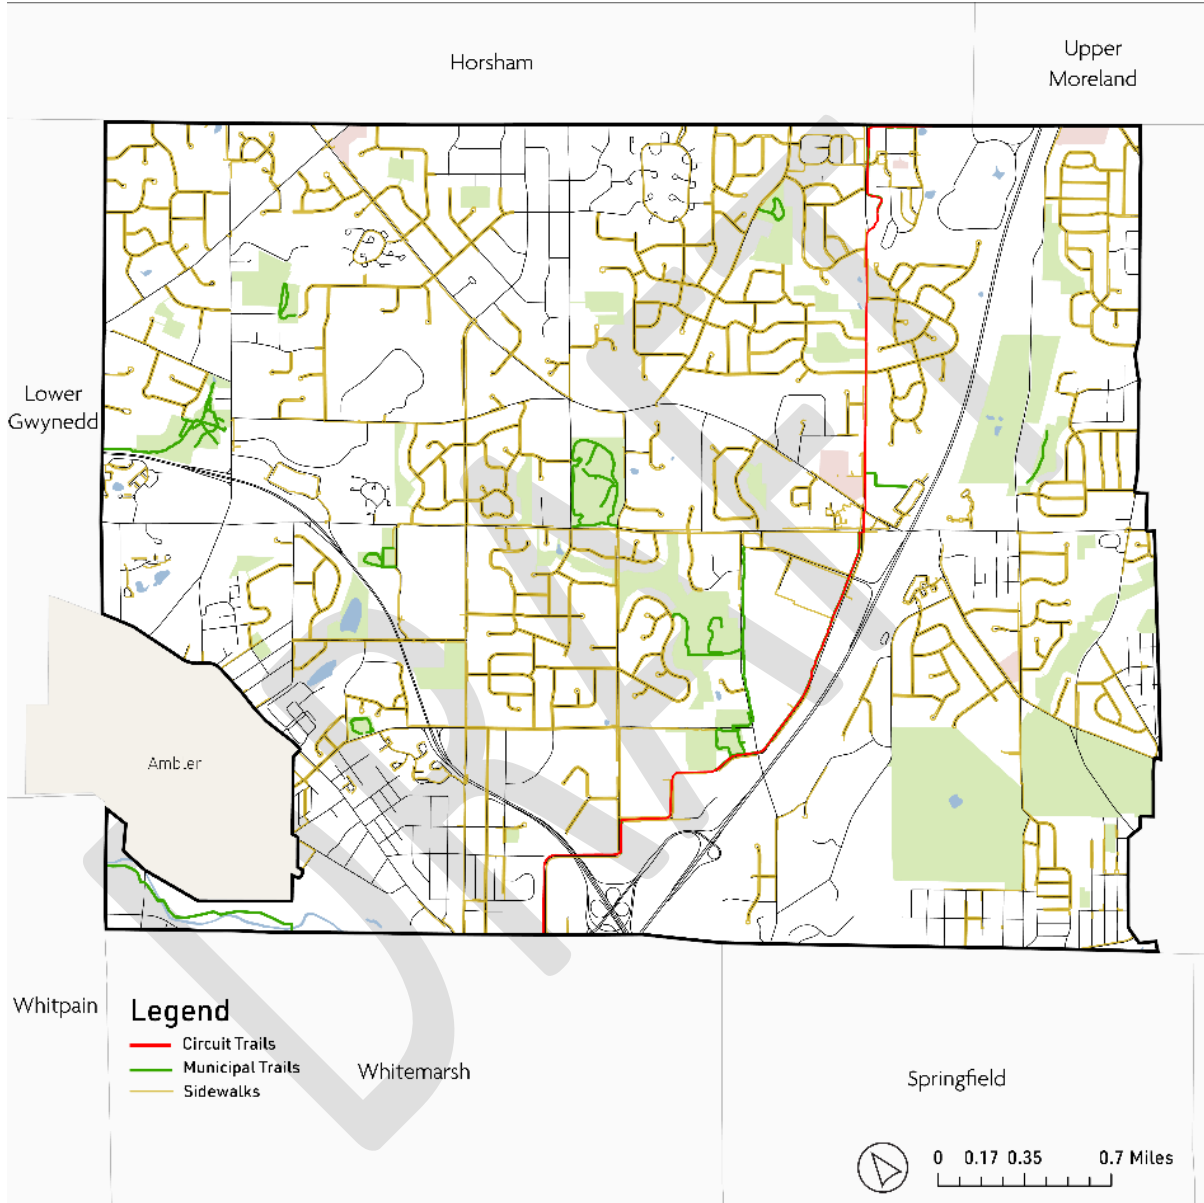 Horsham
Upper
Moreland
Lower
Gwynedd
Ambler
DRAFT
Whitpain
Legend
Circuit Trails
Municipal Trails
Sidewalks
Whitemarsh
Springfield
0 0.17 0.35 0.7 Miles